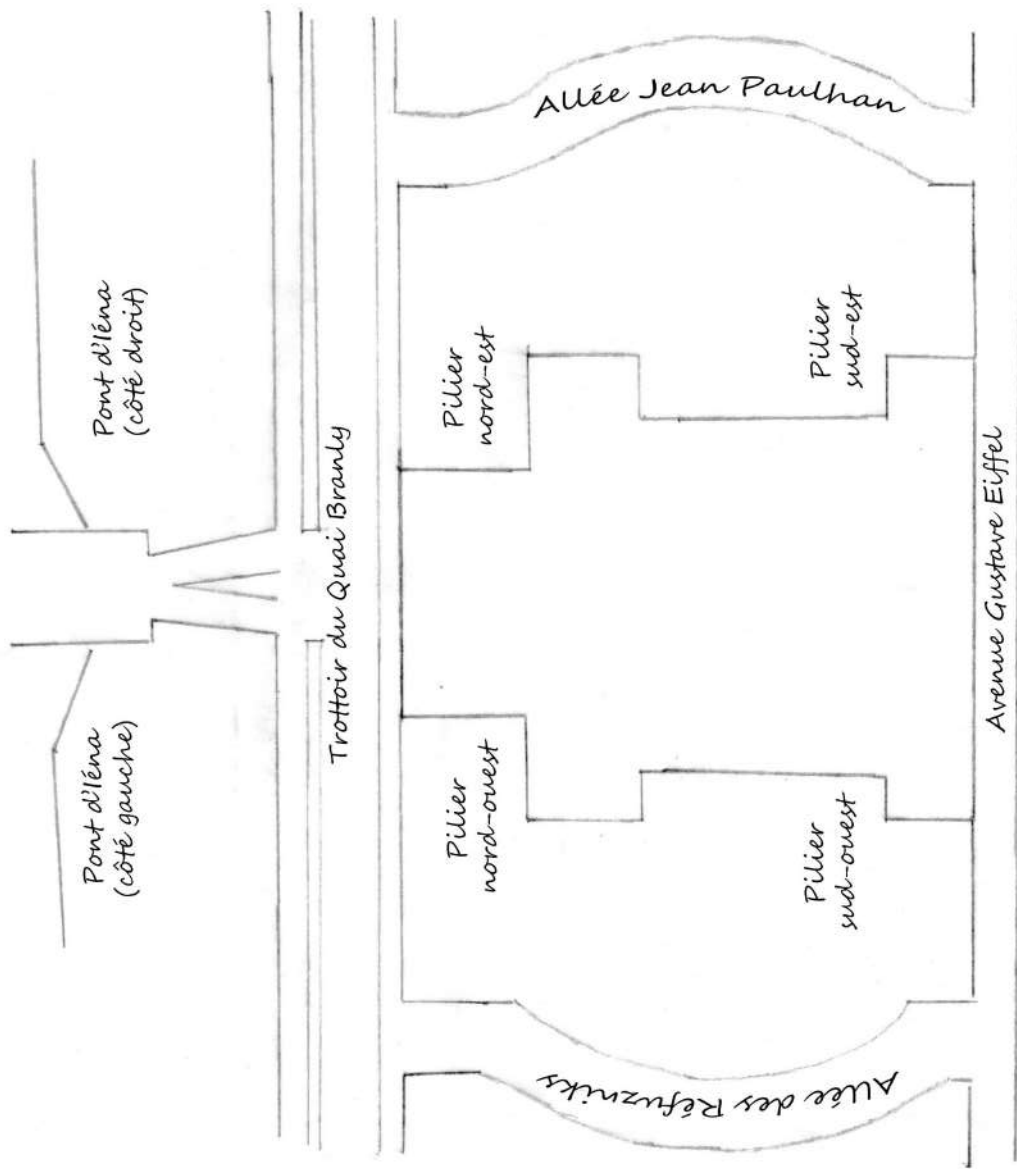 Pont d'Iéna
(côté gauche)
Pont d'Iéna
(côté droit)
Trottoir du Quai Branly
Pilier
nord-ouest
Pilier
nord-est
Pilier
sud-ouest
Pilier
sud-est
Allée des Réfuzniks
Allée Jean Paulhan
Avenue Gustave Eiffel